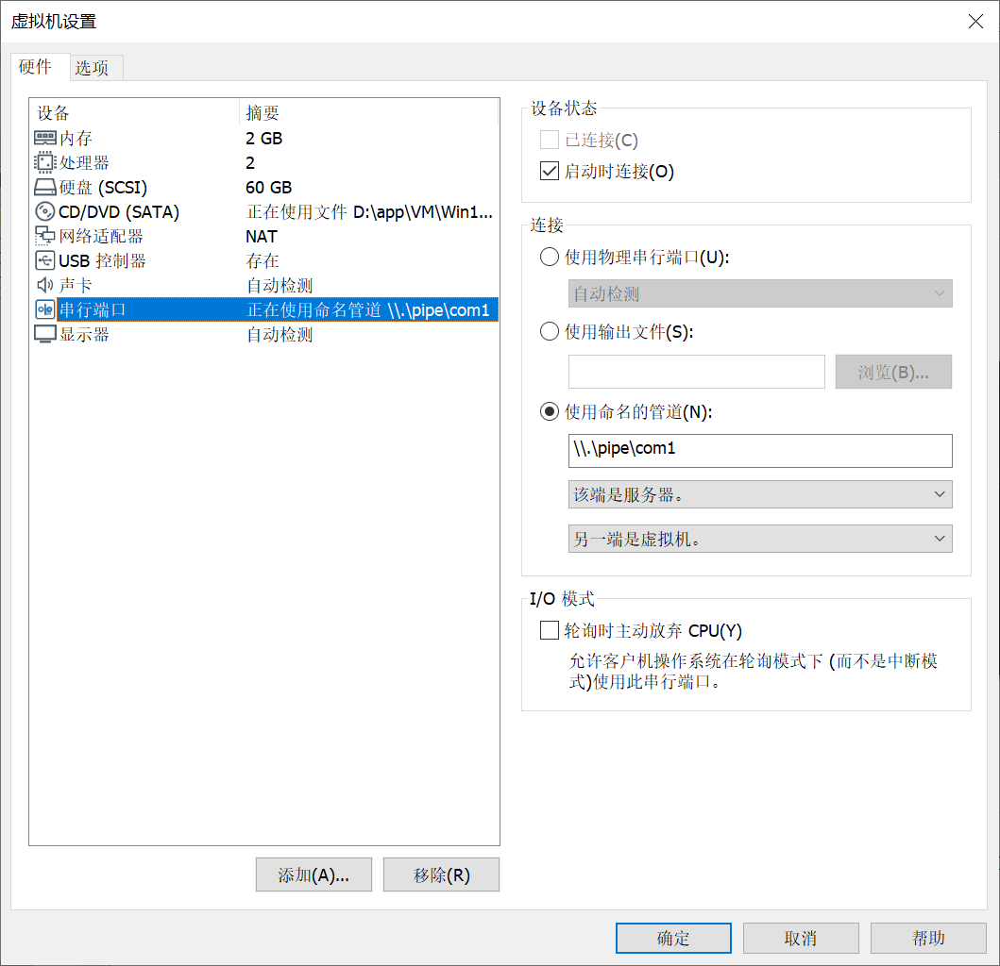 虚拟机设置
硬件 选项
设备 摘要
内存 2 GB
处理器 2
硬盘 (SCSI) 60 GB
CD/DVD (SATA) 正在使用文件 D:\app\VM\Win1...
网络适配器 NAT
USB 控制器 存在
声卡 自动检测
串行端口 正在使用命名管道 \\.\pipe\com1
显示器 自动检测
添加(A)... 移除(R)
设备状态
已连接(C)
启动时连接(O)
连接
使用物理串行端口(U):
自动检测
使用输出文件(S):
浏览(B)...
使用命名的管道(N):
\\.\pipe\com1
该端是服务器。
另一端是虚拟机。
I/O 模式
轮询时主动放弃 CPU(Y)
允许客户机操作系统在轮询模式下 (而不是中断模
式)使用此串行端口。
确定 取消 帮助